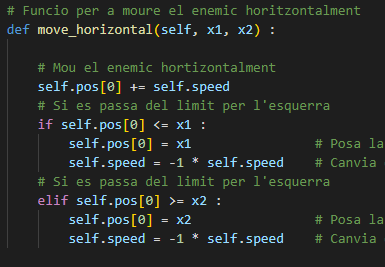 # Funcio per a moure el enemic horitzontalment
def move_horizontal(self, x1, x2) :
# Mou el enemic hortizontalment
self.pos[0] += self.speed
# Si es passa del limit per l'esquerra
if self.pos[0] <= x1 :
self.pos[0] = x1 # Posa la
self.speed = -1 * self.speed # Canvia
# Si es passa del limit per l'esquerra
elif self.pos[0] >= x2 :
self.pos[0] = x2 # Posa la
self.speed = -1 * self.speed # Canvia